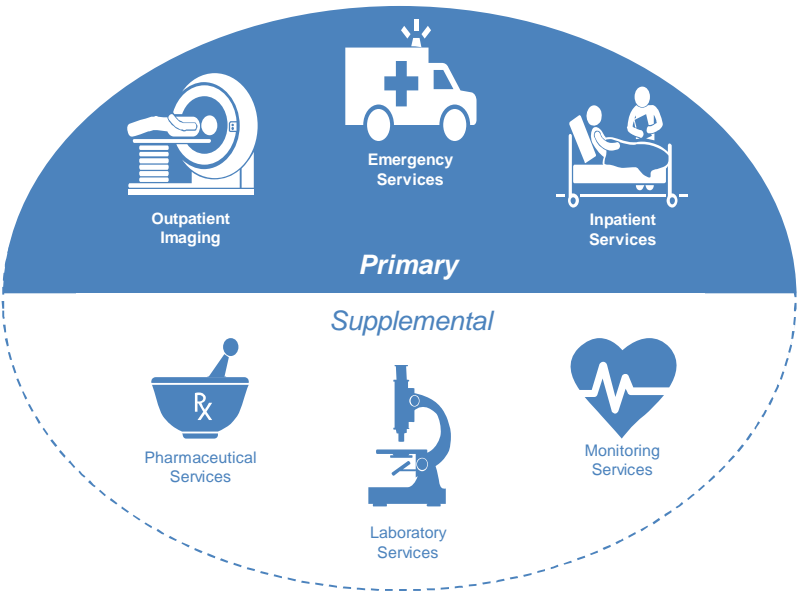 Emergency
Services
Outpatient
Imaging
Inpatient
Services
Primary
Supplemental
Rx
Pharmaceutical
Services
Monitoring
Services
Laboratory
Services